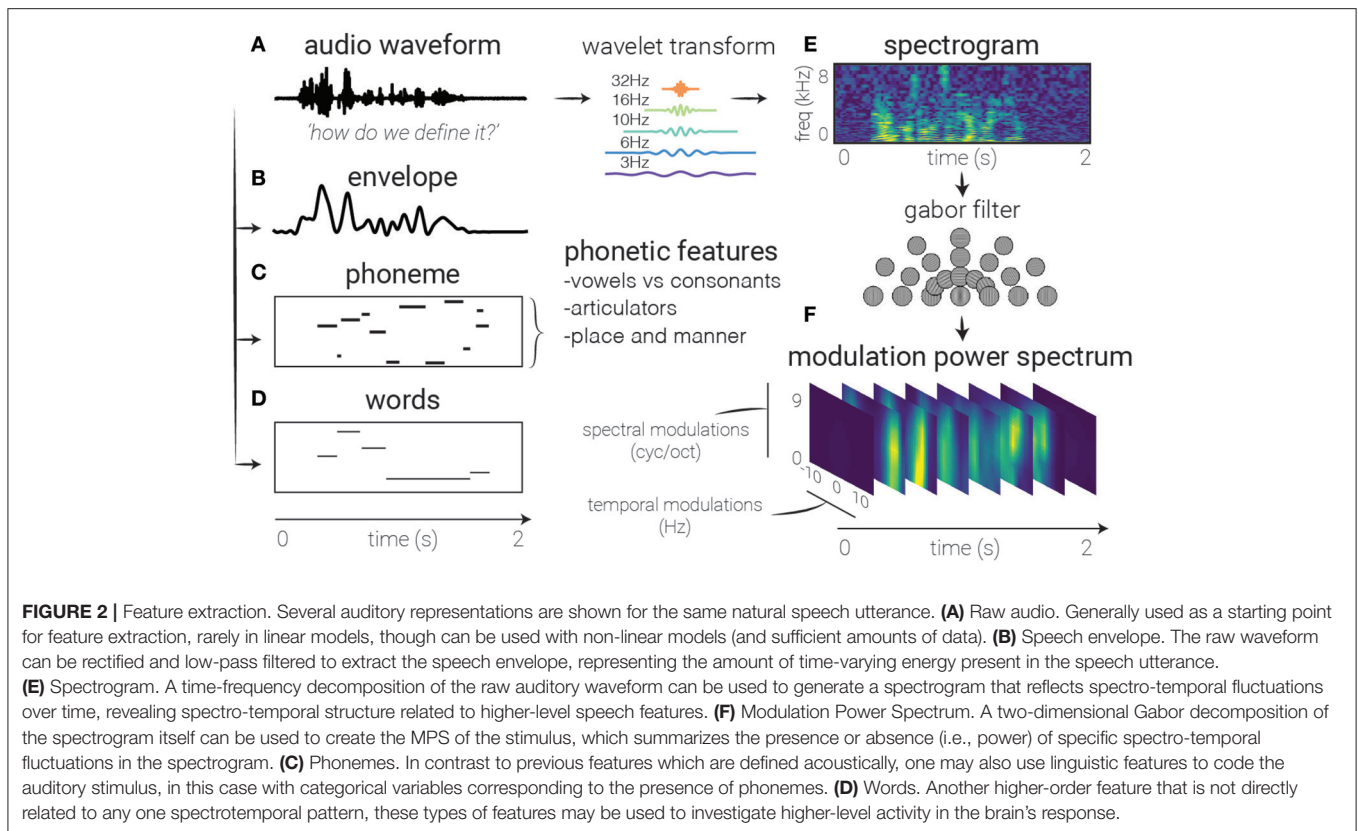 A
audio waveform
'how do we define it?'
wavelet transform
32Hz
16Hz
10Hz
6Hz
3Hz
E
spectrogram
freq (kHz)
8
0
0
time (s)
2
B
envelope
gabor filter
C
phoneme
phonetic features
-vowels vs consonants
-articulators
-place and manner
D
words
0
time (s)
2
F
modulation power spectrum
9
0
spectral modulations
(cyc/oct)
-10
0
10
temporal modulations
(Hz)
0
time (s)
2
FIGURE 2 | Feature extraction. Several auditory representations are shown for the same natural speech utterance. (A) Raw audio. Generally used as a starting point
for feature extraction, rarely in linear models, though can be used with non-linear models (and sufficient amounts of data). (B) Speech envelope. The raw waveform
can be rectified and low-pass filtered to extract the speech envelope, representing the amount of time-varying energy present in the speech utterance.
(E) Spectrogram. A time-frequency decomposition of the raw auditory waveform can be used to generate a spectrogram that reflects spectro-temporal fluctuations
over time, revealing spectro-temporal structure related to higher-level speech features. (F) Modulation Power Spectrum. A two-dimensional Gabor decomposition of
the spectrogram itself can be used to create the MPS of the stimulus, which summarizes the presence or absence (i.e., power) of specific spectro-temporal
fluctuations in the spectrogram. (C) Phonemes. In contrast to previous features which are defined acoustically, one may also use linguistic features to code the
auditory stimulus, in this case with categorical variables corresponding to the presence of phonemes. (D) Words. Another higher-order feature that is not directly
related to any one spectrotemporal pattern, these types of features may be used to investigate higher-level activity in the brain's response.